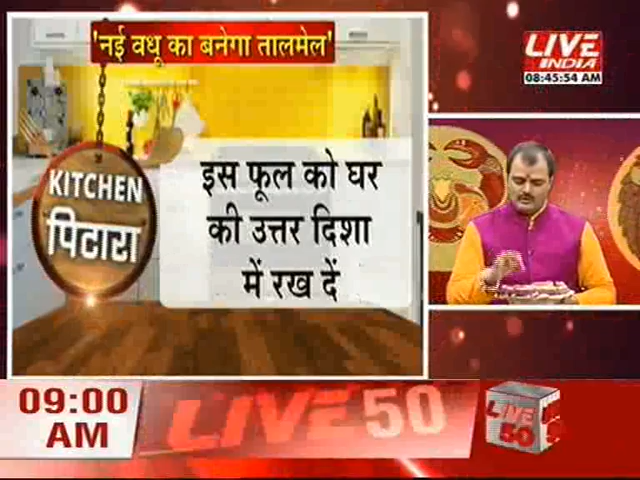 'नई वधू का बनेगा तालमेल'
LIVE
INDIA
08:45:54 AM
KITCHEN
पिटारा
इस फूल को घर
की उत्तर दिशा
में रख दें
09:00
AM
LIVE 50
LIVE
50